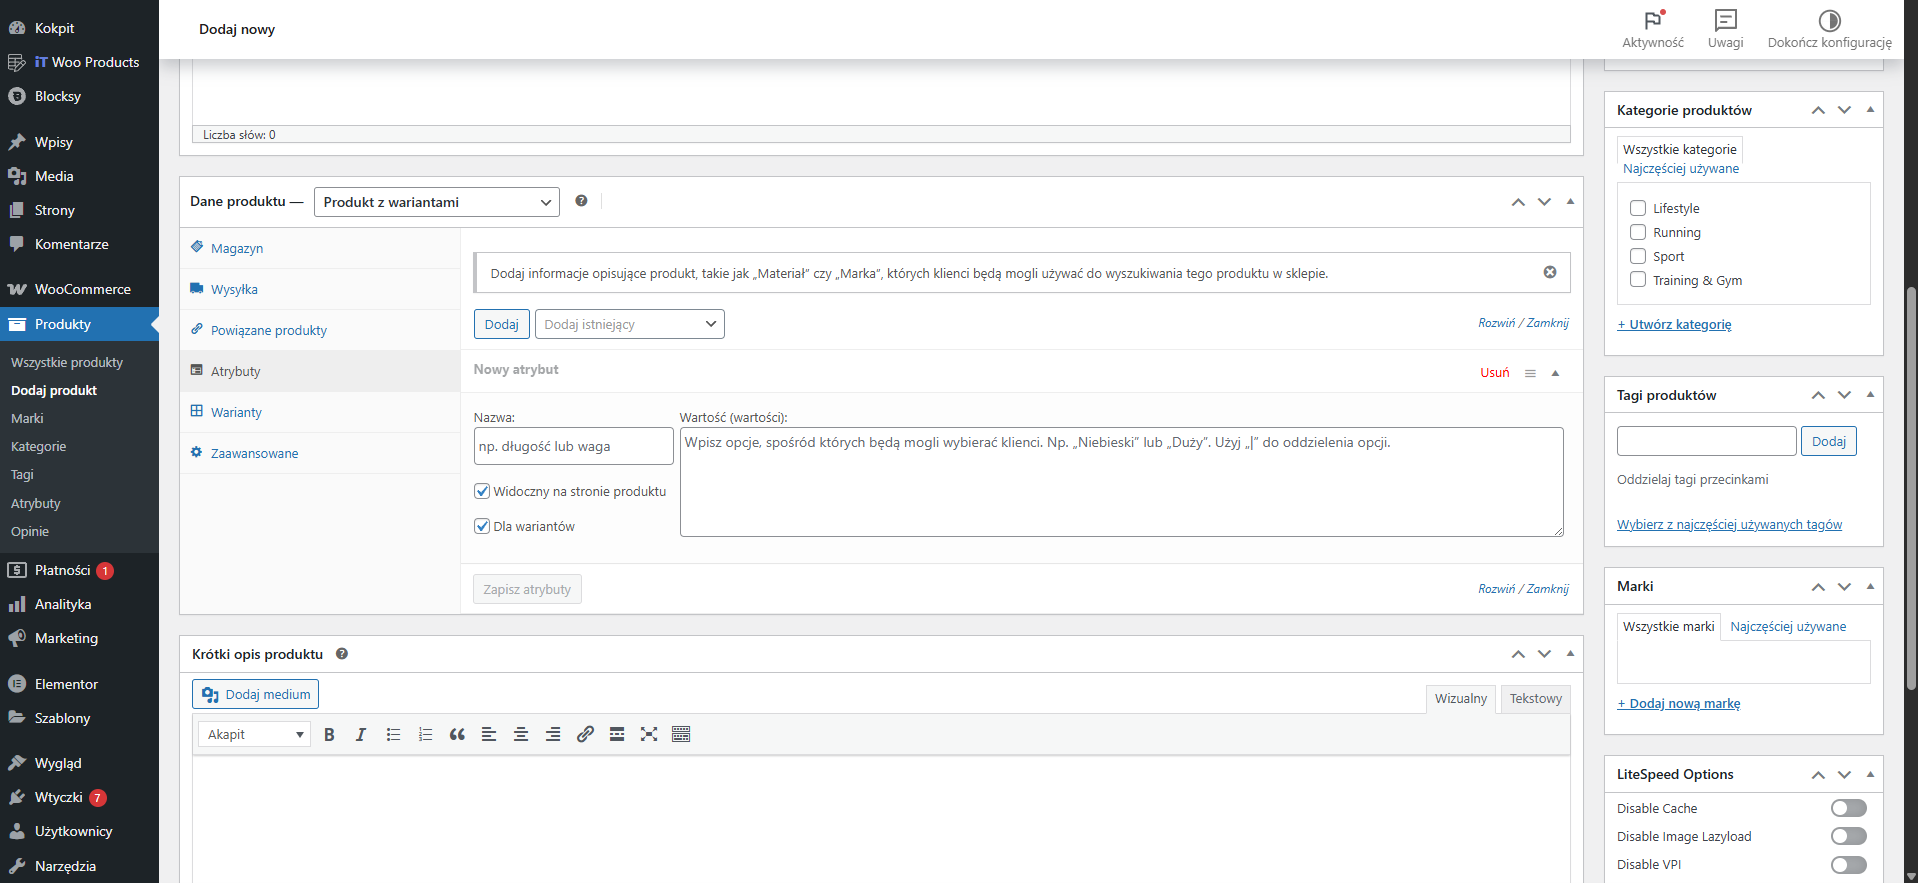 Kokpit
iT Woo Products
Blocksy
Wpisy
Media
Strony
Komentarze
WooCommerce
Produkty
Wszystkie produkty
Dodaj produkt
Marki
Kategorie
Tagi
Atrybuty
Opinie
Płatności 1
Analityka
Marketing
Elementor
Szablony
Wygląd
Wtyczki 7
Użytkownicy
Narzędzia
Dodaj nowy
Aktywność
Uwagi
Dokończ konfigurację
Liczba słów: 0
Dane produktu —
Produkt z wariantami
Magazyn
Wysyłka
Powiązane produkty
Atrybuty
Warianty
Zaawansowane
Dodaj informacje opisujące produkt, takie jak „Materiał” czy „Marka”, których klienci będą mogli używać do wyszukiwania tego produktu w sklepie.
Dodaj
Dodaj istniejący
Rozwiń / Zamknij
Nowy atrybut
Usuń
Nazwa:
np. długość lub waga
Widoczny na stronie produktu
Dla wariantów
Wartość (wartości):
Wpisz opcje, spośród których będą mogli wybierać klienci. Np. „Niebieski” lub „Duży”. Użyj „|” do oddzielenia opcji.
Zapisz atrybuty
Rozwiń / Zamknij
Krótki opis produktu
Dodaj medium
Wizualny
Tekstowy
Akapit
Kategorie produktów
Wszystkie kategorie
Najczęściej używane
Lifestyle
Running
Sport
Training & Gym
+ Utwórz kategorię
Tagi produktów
Dodaj
Oddzielaj tagi przecinkami
Wybierz z najczęściej używanych tagów
Marki
Wszystkie marki
Najczęściej używane
+ Dodaj nową markę
LiteSpeed Options
Disable Cache
Disable Image Lazyload
Disable VPI